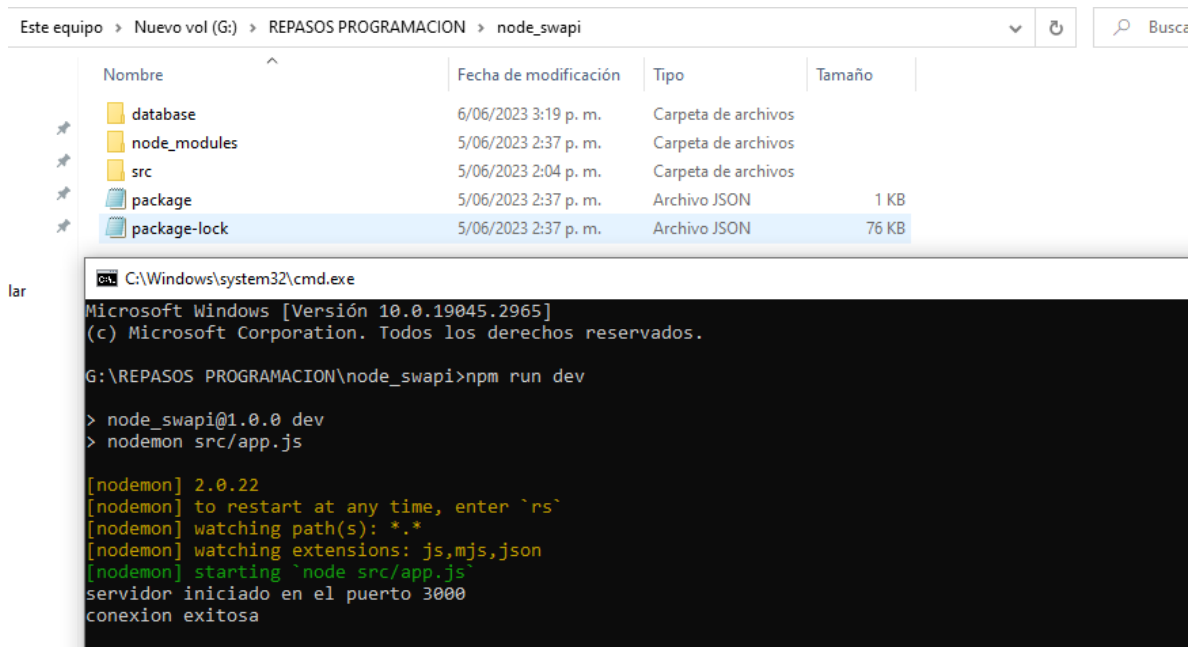 Este equipo > Nuevo vol (G:) > REPASOS PROGRAMACION > node_swapi
Busca
Nombre Fecha de modificación Tipo Tamaño
database 6/06/2023 3:19 p. m. Carpeta de archivos
node_modules 5/06/2023 2:37 p. m. Carpeta de archivos
src 5/06/2023 2:04 p. m. Carpeta de archivos
package 5/06/2023 2:37 p. m. Archivo JSON 1 KB
package-lock 5/06/2023 2:37 p. m. Archivo JSON 76 KB
lar
C:\Windows\system32\cmd.exe
Microsoft Windows [Versión 10.0.19045.2965]
(c) Microsoft Corporation. Todos los derechos reservados.
G:\REPASOS PROGRAMACION\node_swapi>npm run dev
> node_swapi@1.0.0 dev
> nodemon src/app.js
[nodemon] 2.0.22
[nodemon] to restart at any time, enter `rs`
[nodemon] watching path(s): *.*
[nodemon] watching extensions: js,mjs,json
[nodemon] starting `node src/app.js`
servidor iniciado en el puerto 3000
conexion exitosa